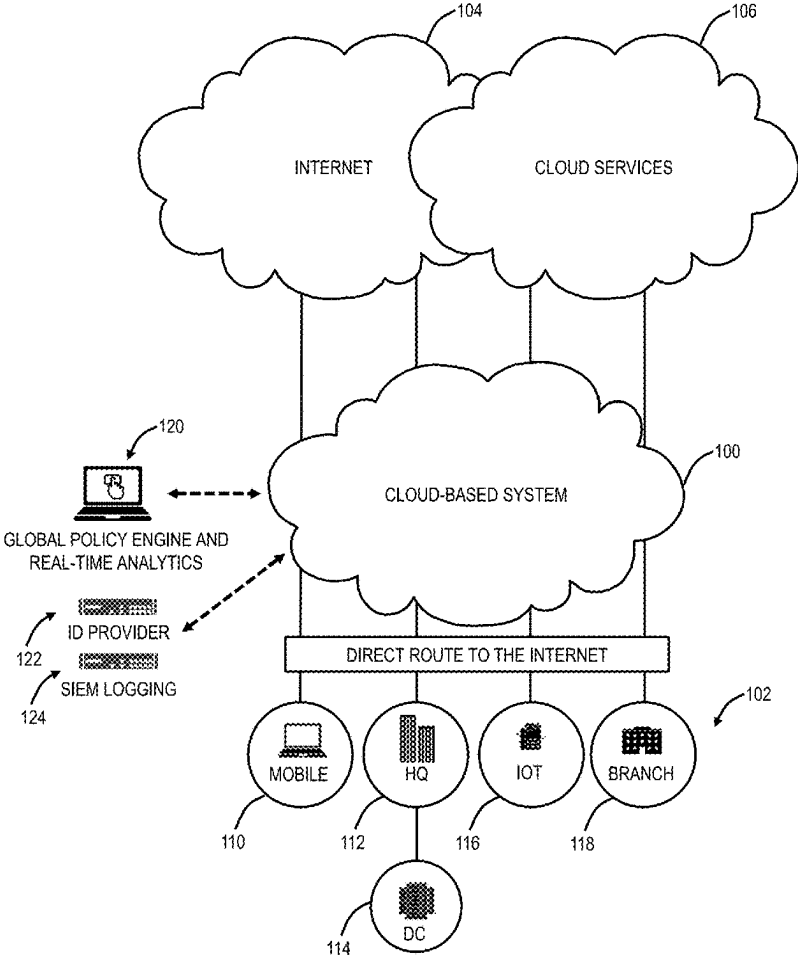 104
106
INTERNET
CLOUD SERVICES
120
100
CLOUD-BASED SYSTEM
GLOBAL POLICY ENGINE AND
REAL-TIME ANALYTICS
ID PROVIDER
122
SIEM LOGGING
124
DIRECT ROUTE TO THE INTERNET
102
MOBILE
HQ
IOT
BRANCH
110
112
116
118
DC
114